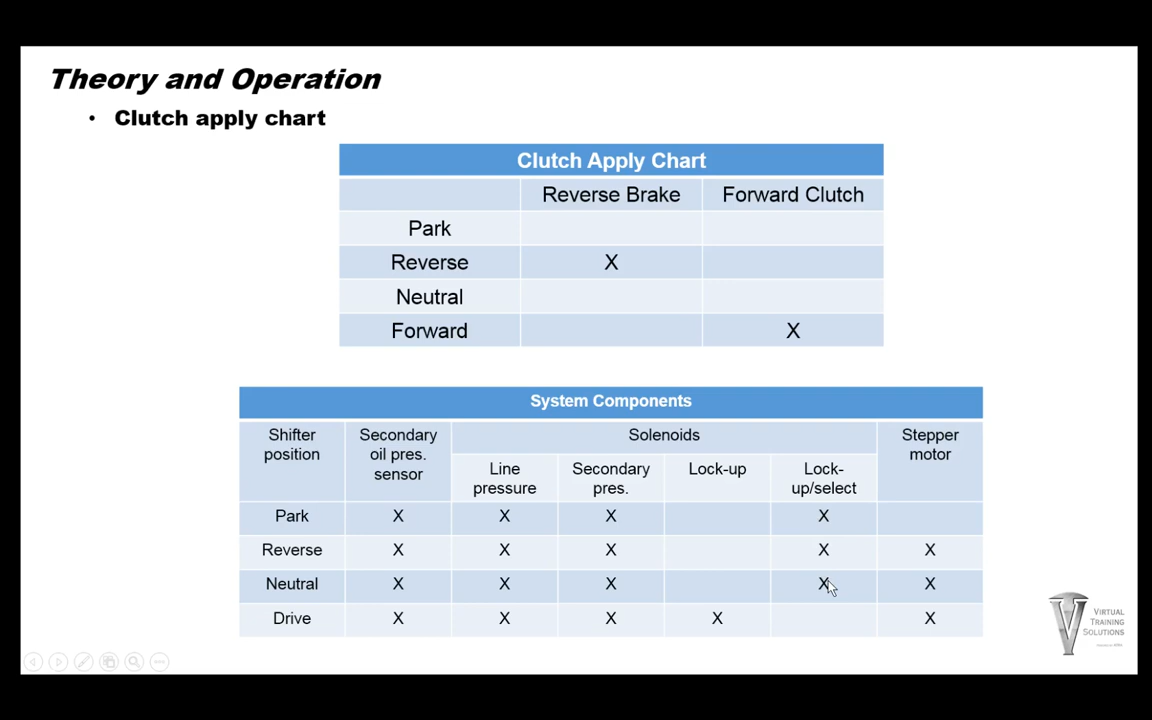 Theory and Operation
• Clutch apply chart
Clutch Apply Chart
Reverse Brake Forward Clutch
Park
Reverse X
Neutral
Forward X
System Components
Shifter position Secondary oil pres. sensor Solenoids Stepper motor
Line pressure Secondary pres. Lock-up Lock-up/select
Park X X X X
Reverse X X X X X
Neutral X X X X X
Drive X X X X X
VIRTUAL
TRAINING
SOLUTIONS